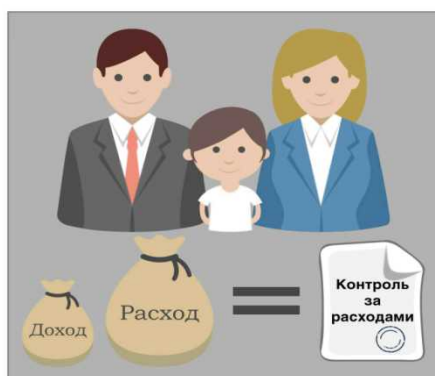 Доход
Расход
Контроль
за
расходами